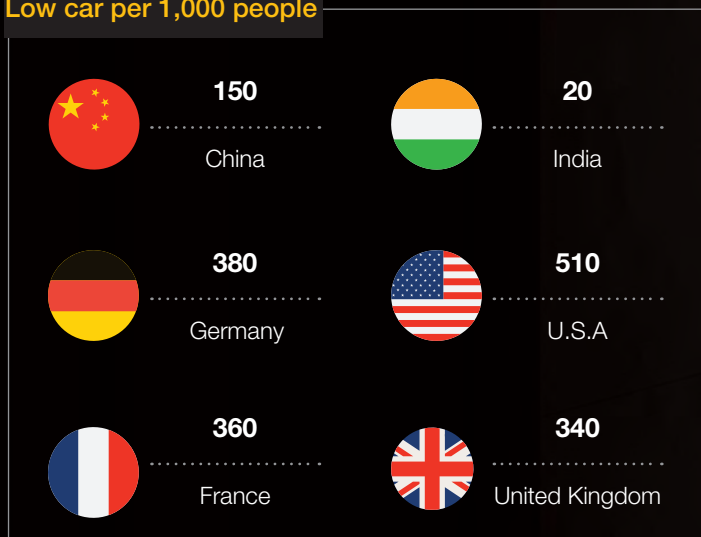 Low car per 1,000 people
150
China
20
India
380
Germany
510
U.S.A
360
France
340
United Kingdom